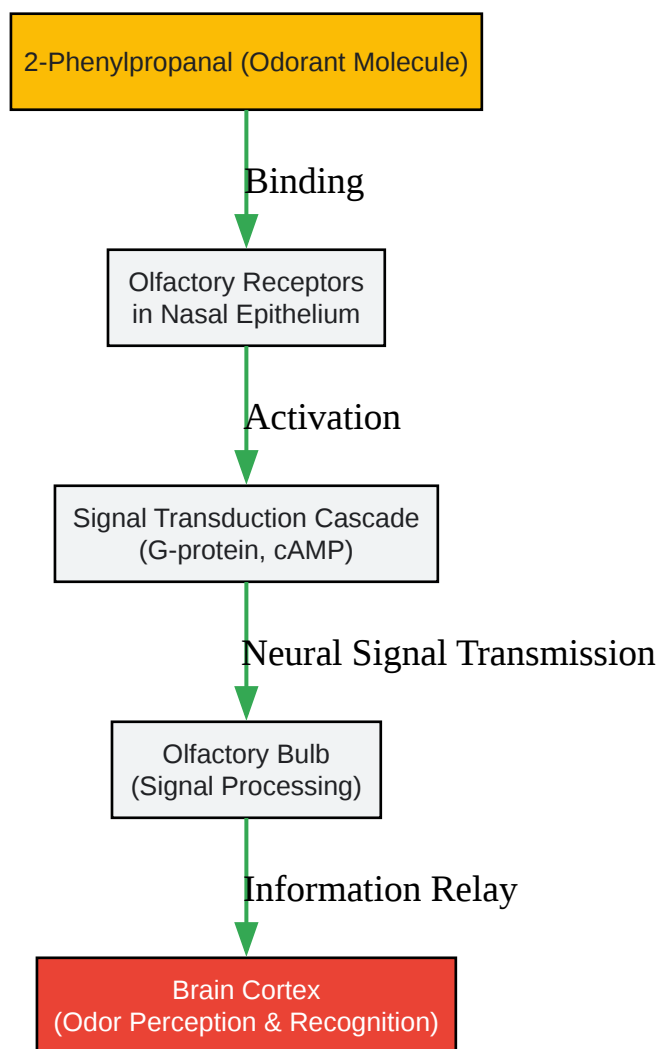 2-Phenylpropanal (Odorant Molecule)
Binding
Olfactory Receptors
in Nasal Epithelium
Activation
Signal Transduction Cascade
(G-protein, cAMP)
Neural Signal Transmission
Olfactory Bulb
(Signal Processing)
Information Relay
Brain Cortex
(Odor Perception & Recognition)